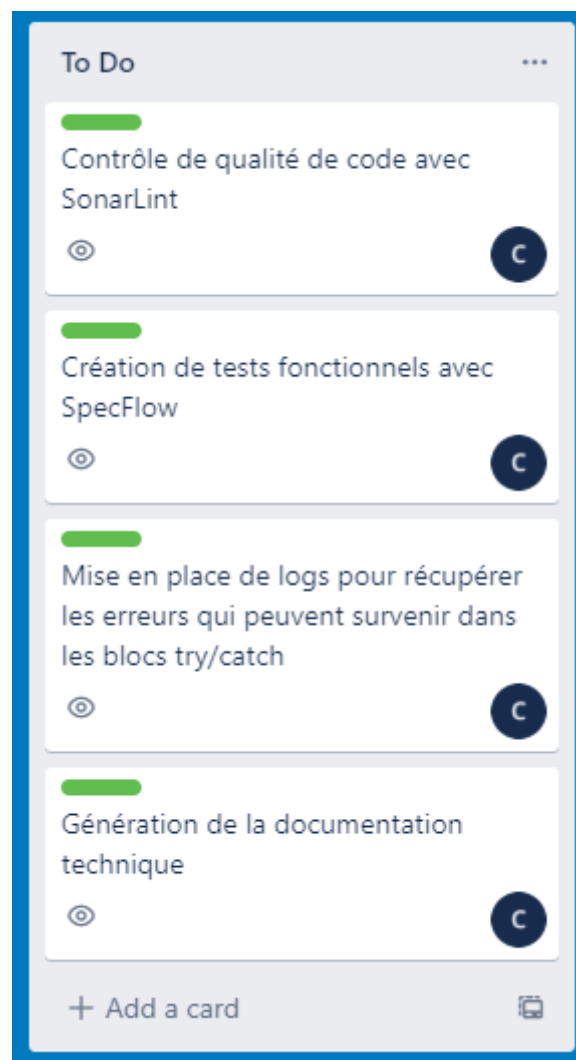 To Do
Contrôle de qualité de code avec
SonarLint
C
Création de tests fonctionnels avec
SpecFlow
C
Mise en place de logs pour récupérer
les erreurs qui peuvent survenir dans
les blocs try/catch
C
Génération de la documentation
technique
C
+ Add a card